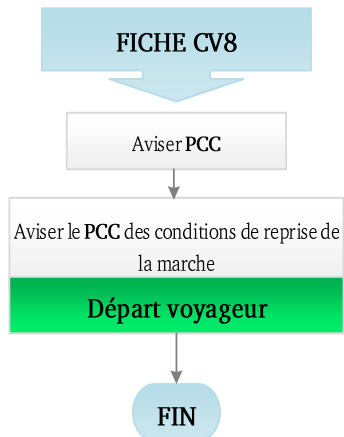 FICHE CV8
Aviser PCC
Aviser le PCC des conditions de reprise de
la marche
Départ voyageur
FIN